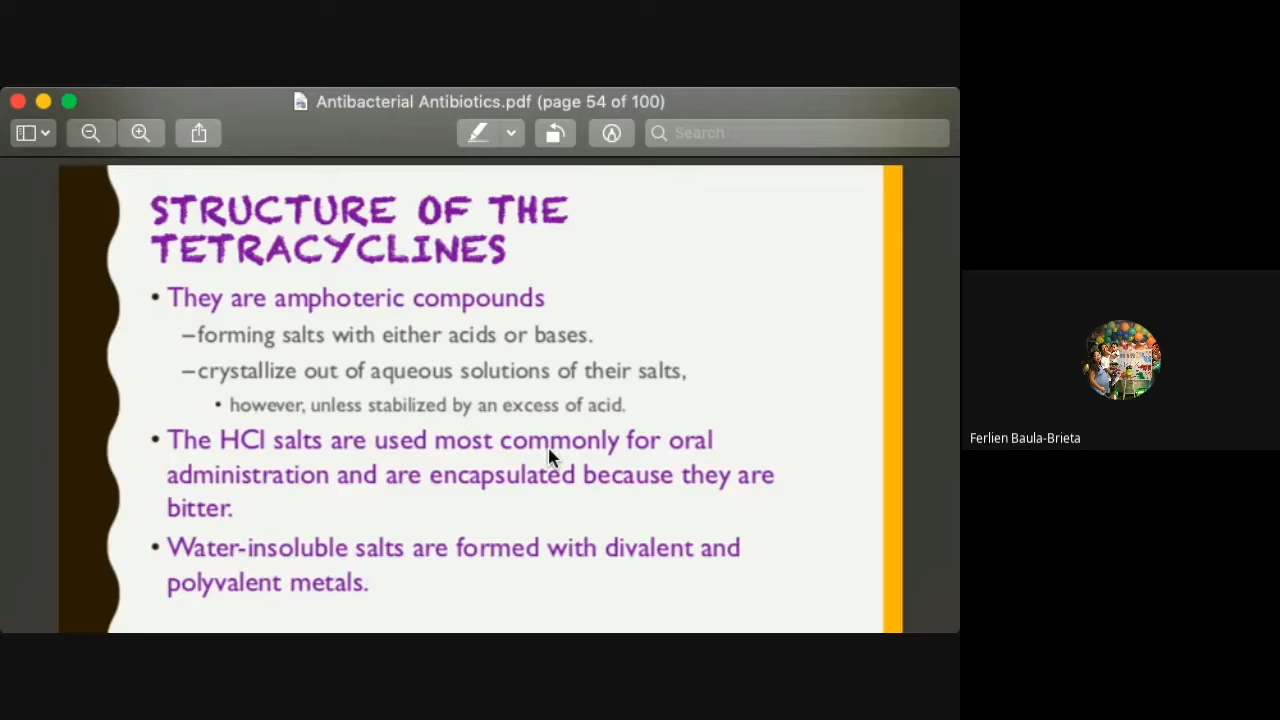 Antibacterial Antibiotics.pdf (page 54 of 100)
Search
STRUCTURE OF THE
TETRACYCLINES
• They are amphoteric compounds
–forming salts with either acids or bases.
–crystallize out of aqueous solutions of their salts,
• however, unless stabilized by an excess of acid.
• The HCl salts are used most commonly for oral
administration and are encapsulated because they are
bitter.
• Water-insoluble salts are formed with divalent and
polyvalent metals.
Ferlien Baula-Brieta